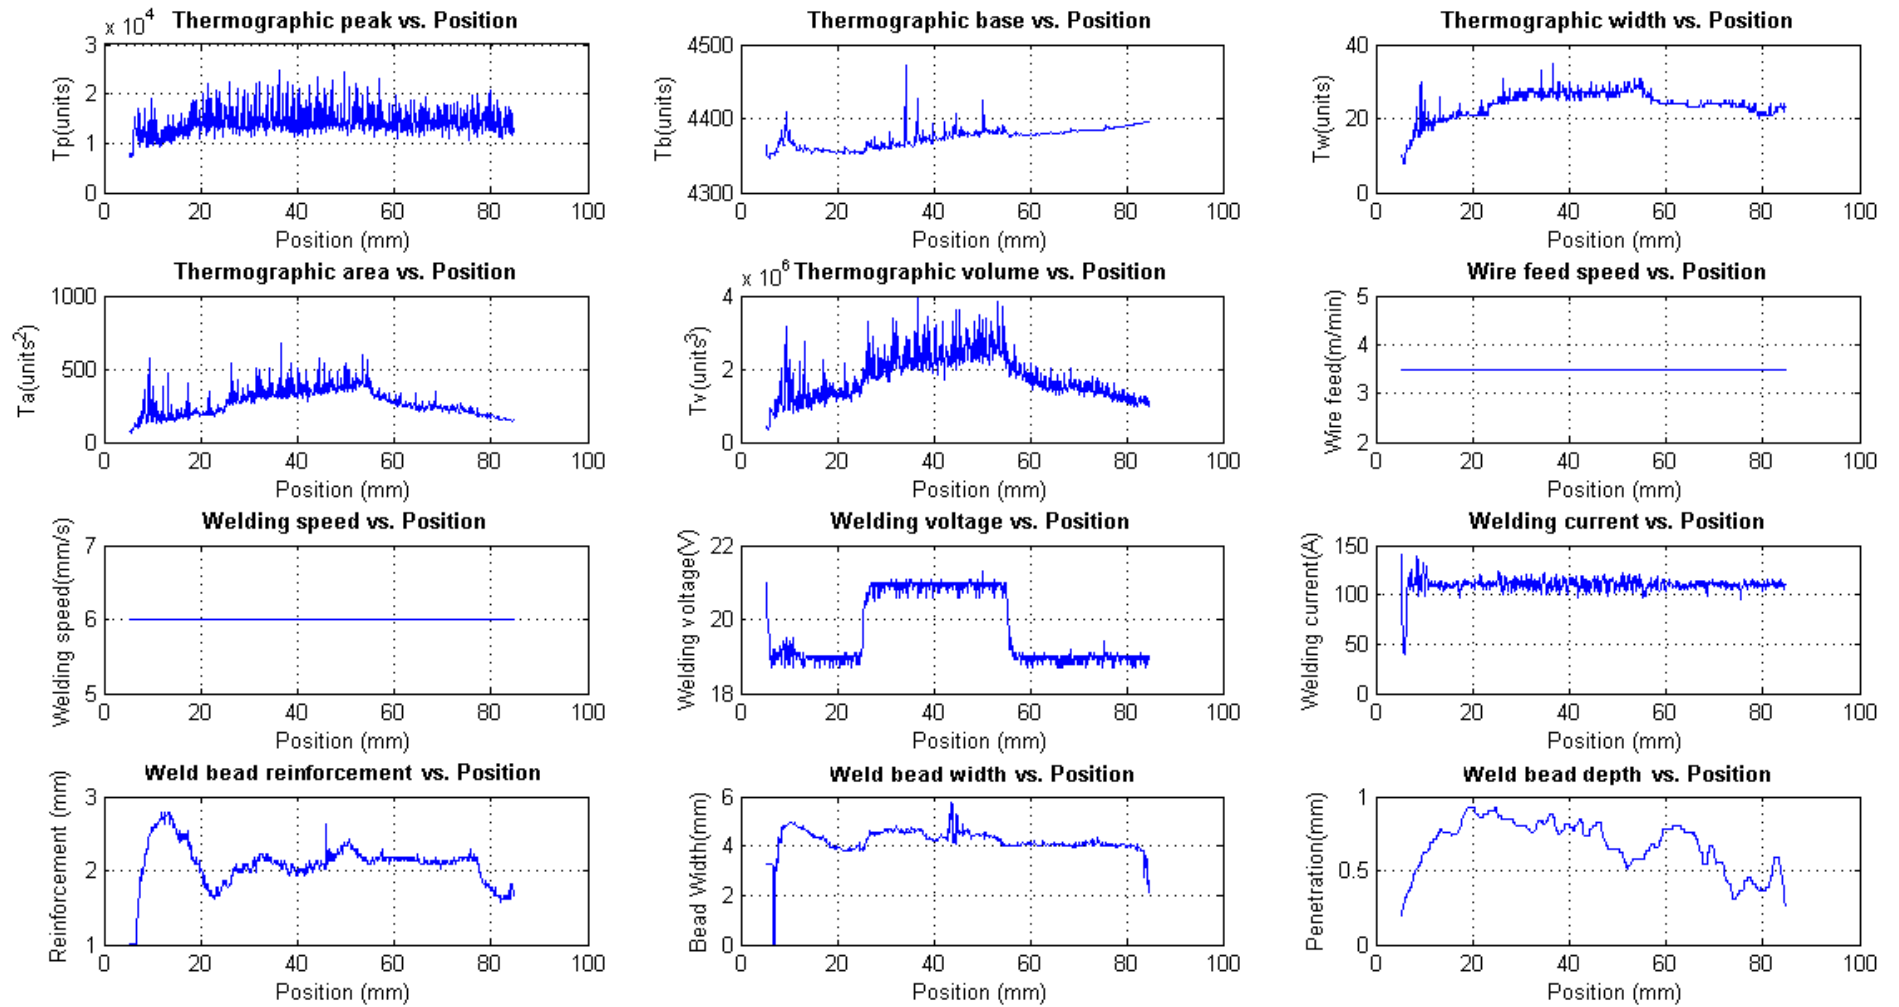 Thermographic peak vs. Position
x 10^4
Tp(units)
3
2
1
0
0 20 40 60 80 100
Position (mm)
Thermographic base vs. Position
Tb(units)
4500
4400
4300
0 20 40 60 80 100
Position (mm)
Thermographic width vs. Position
Tw(units)
40
20
0
0 20 40 60 80 100
Position (mm)
Thermographic area vs. Position
Ta(units^2)
1000
500
0
0 20 40 60 80 100
Position (mm)
x 10^6
Thermographic volume vs. Position
Tv(units^3)
4
2
0
0 20 40 60 80 100
Position (mm)
Wire feed speed vs. Position
Wire feed(m/min)
5
4
3
2
0 20 40 60 80 100
Position (mm)
Welding speed vs. Position
Welding speed(mm/s)
7
6
5
0 20 40 60 80 100
Position (mm)
Welding voltage vs. Position
Welding voltage(V)
22
20
18
0 20 40 60 80 100
Position (mm)
Welding current vs. Position
Welding current(A)
150
100
50
0
0 20 40 60 80 100
Position (mm)
Weld bead reinforcement vs. Position
Reinforcement (mm)
3
2
1
0 20 40 60 80 100
Position (mm)
Weld bead width vs. Position
Bead Width(mm)
6
4
2
0
0 20 40 60 80 100
Position (mm)
Weld bead depth vs. Position
Penetration(mm)
1
0.5
0
0 20 40 60 80 100
Position (mm)